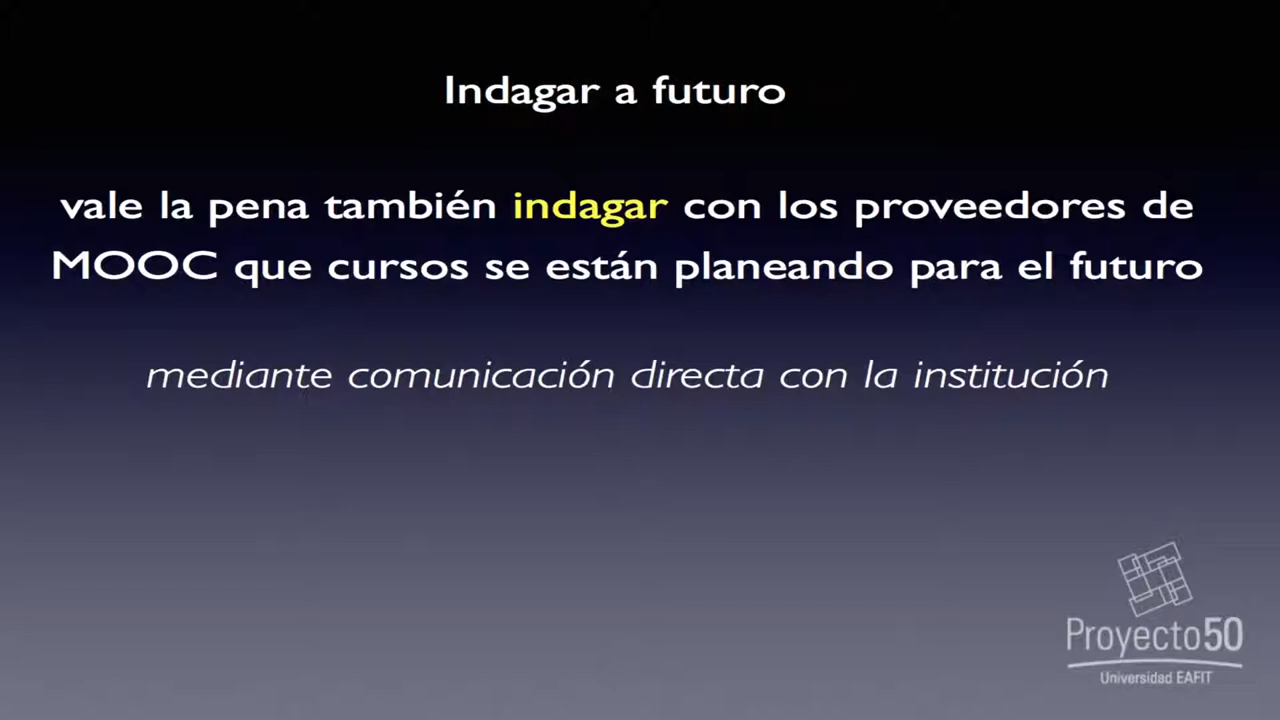 Indagar a futuro
vale la pena también indagar con los proveedores de
MOOC que cursos se están planeando para el futuro
mediante comunicación directa con la institución
Proyecto50
Universidad EAFIT